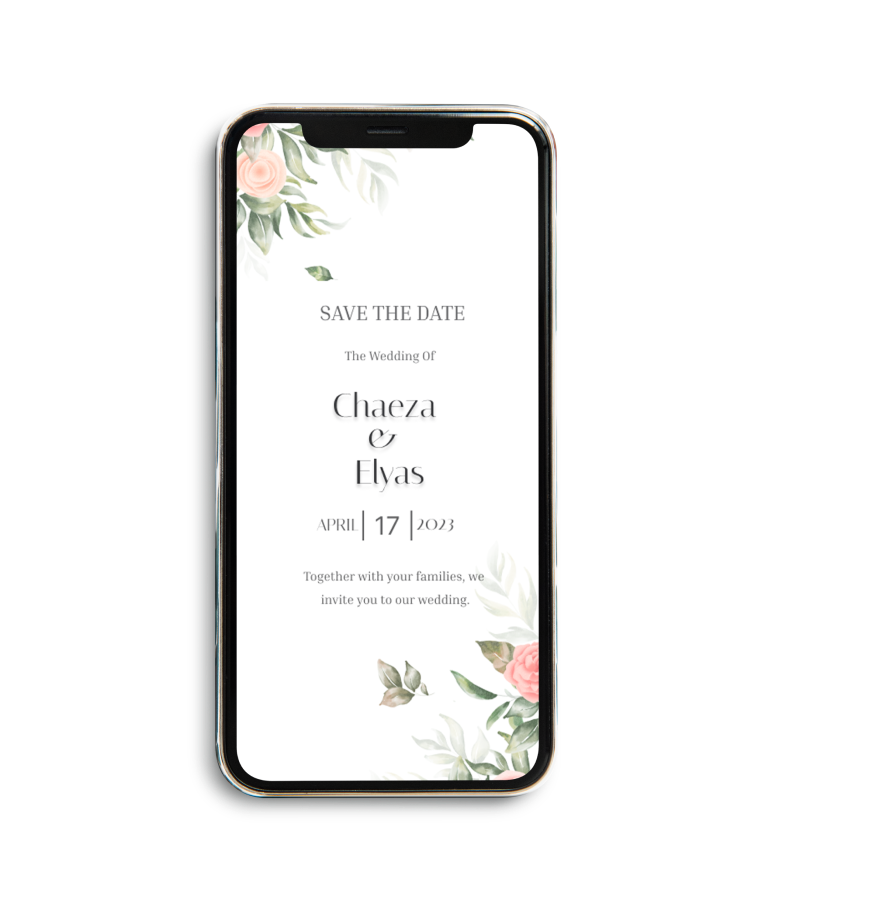 SAVE THE DATE
The Wedding Of
Chaeza
&
Elyas
APRIL| 17 |2023
Together with your families, we
invite you to our wedding.